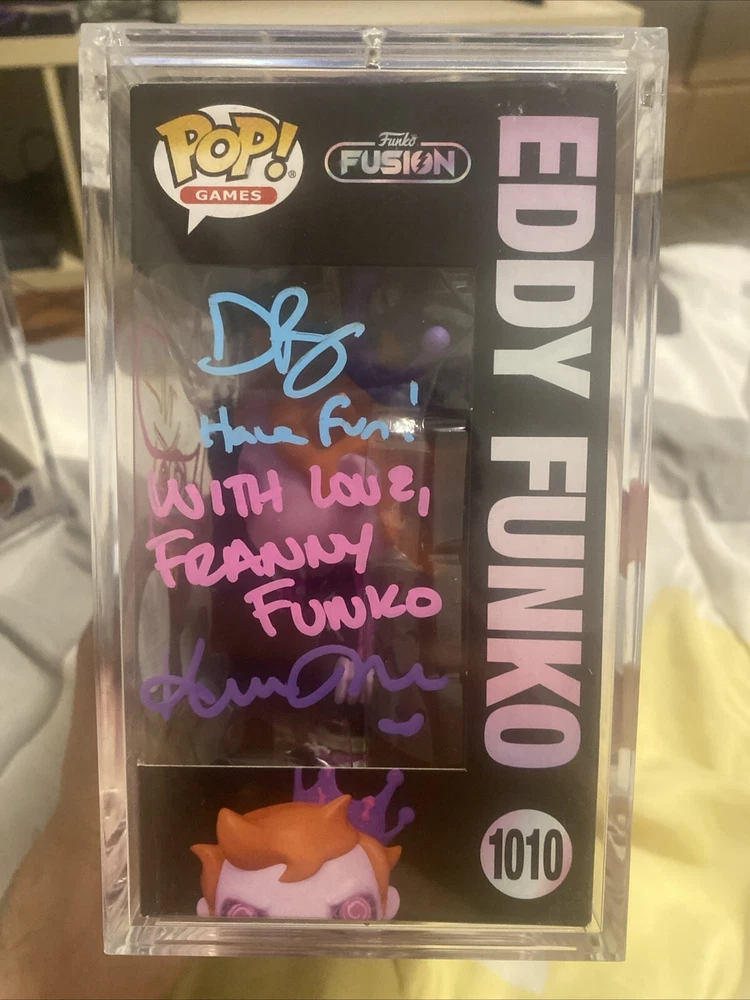 POP!
GAMES
Funko
FUSION
EDDY FUNKO
Have Fun!
WITH LOVE,
FRANNY
FUNKO
1010